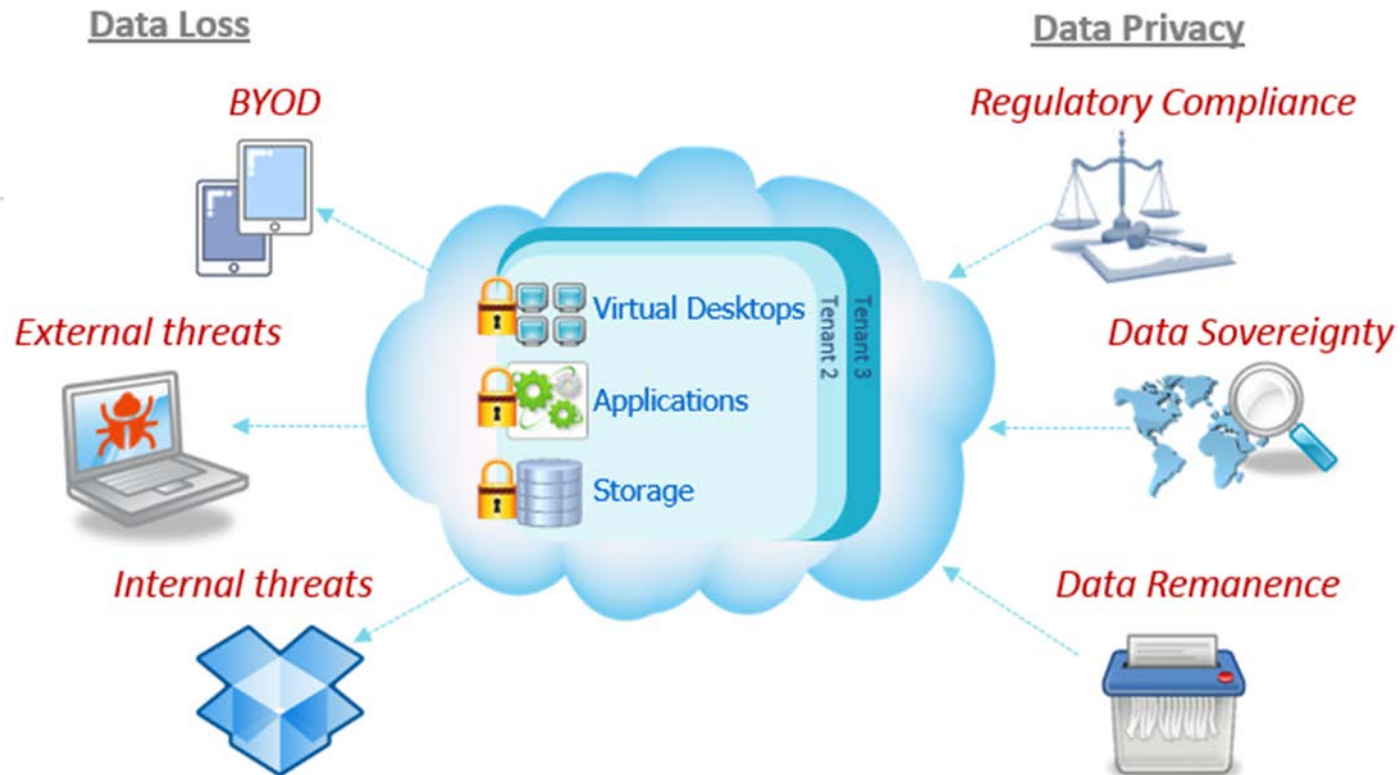 Data Loss
Data Privacy
BYOD
Regulatory Compliance
Virtual Desktops
Tenant 2
Tenant 3
External threats
Data Sovereignty
Applications
Storage
Internal threats
Data Remanence